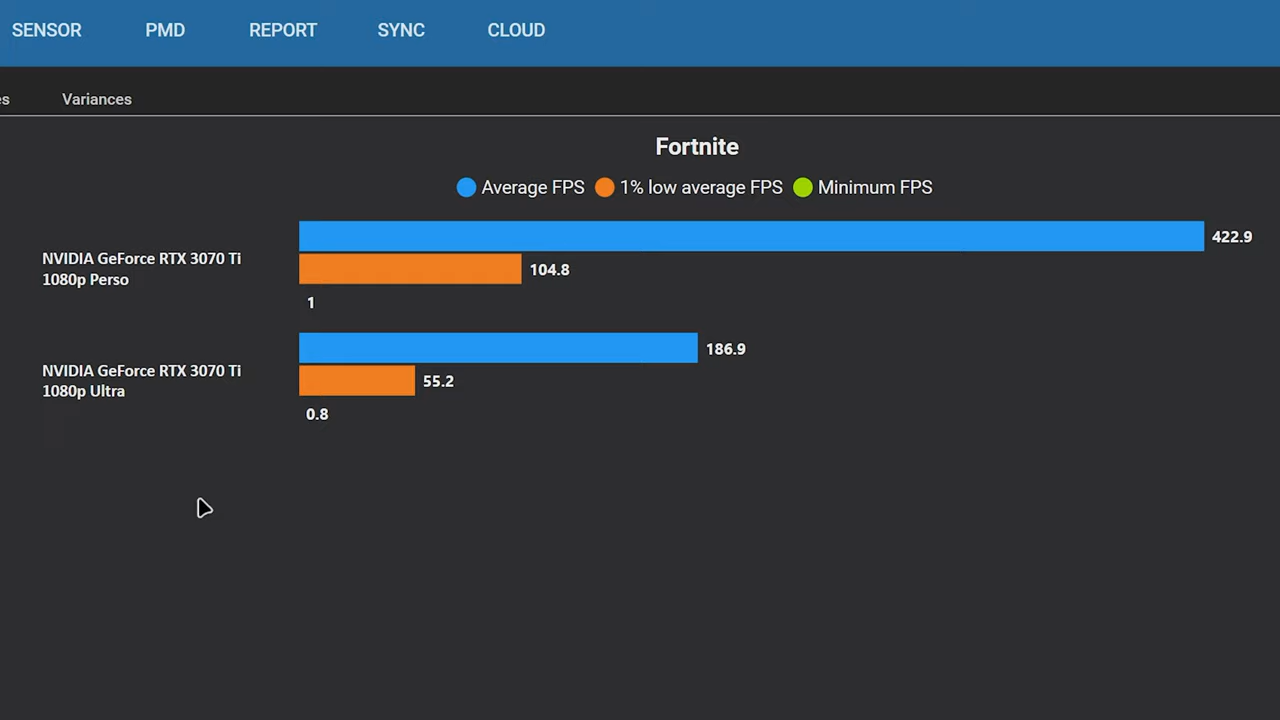 SENSOR PMD REPORT SYNC CLOUD
es Variances
Fortnite
Average FPS 1% low average FPS Minimum FPS
NVIDIA GeForce RTX 3070 Ti
1080p Perso
422.9
104.8
1
NVIDIA GeForce RTX 3070 Ti
1080p Ultra
186.9
55.2
0.8